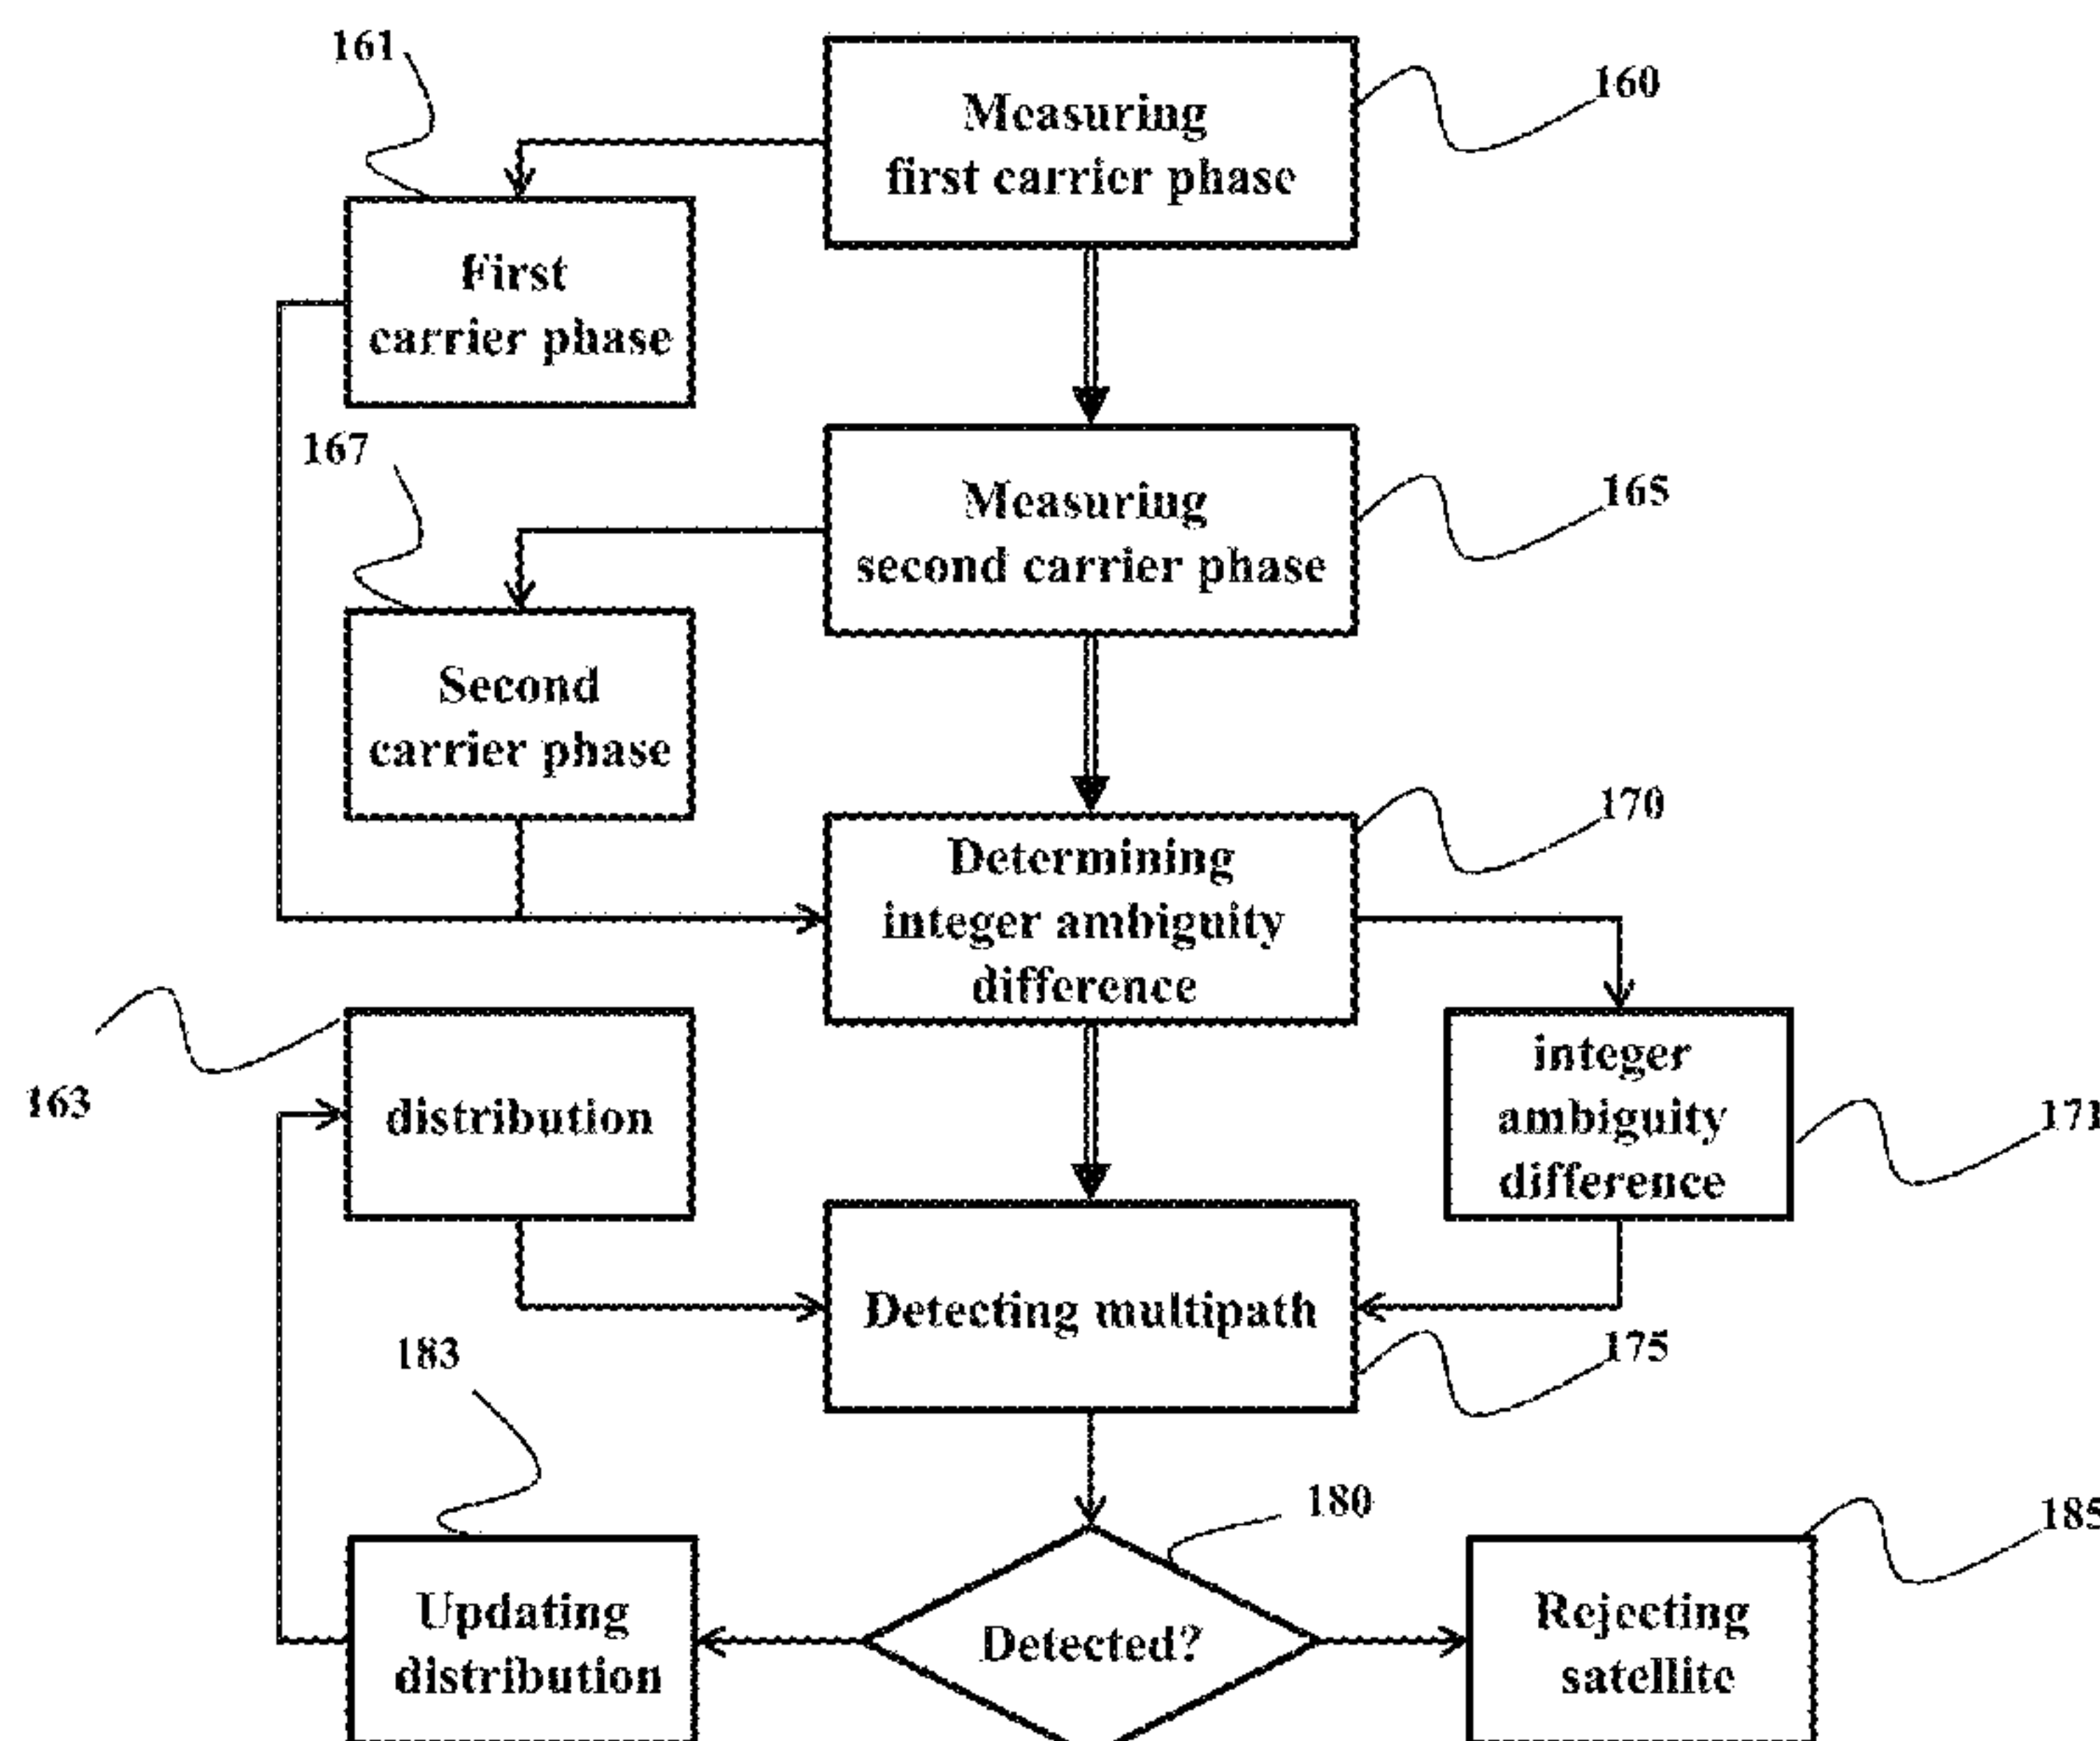 161
160
Measuring
first carrier phase
First
carrier phase
167
165
Measuring
second carrier phase
Second
carrier phase
170
Determining
integer ambiguity
difference
163
distribution
integer
ambiguity
difference
171
Detecting multipath
175
183
180
185
Updating
distribution
Detected?
Rejecting
satellite